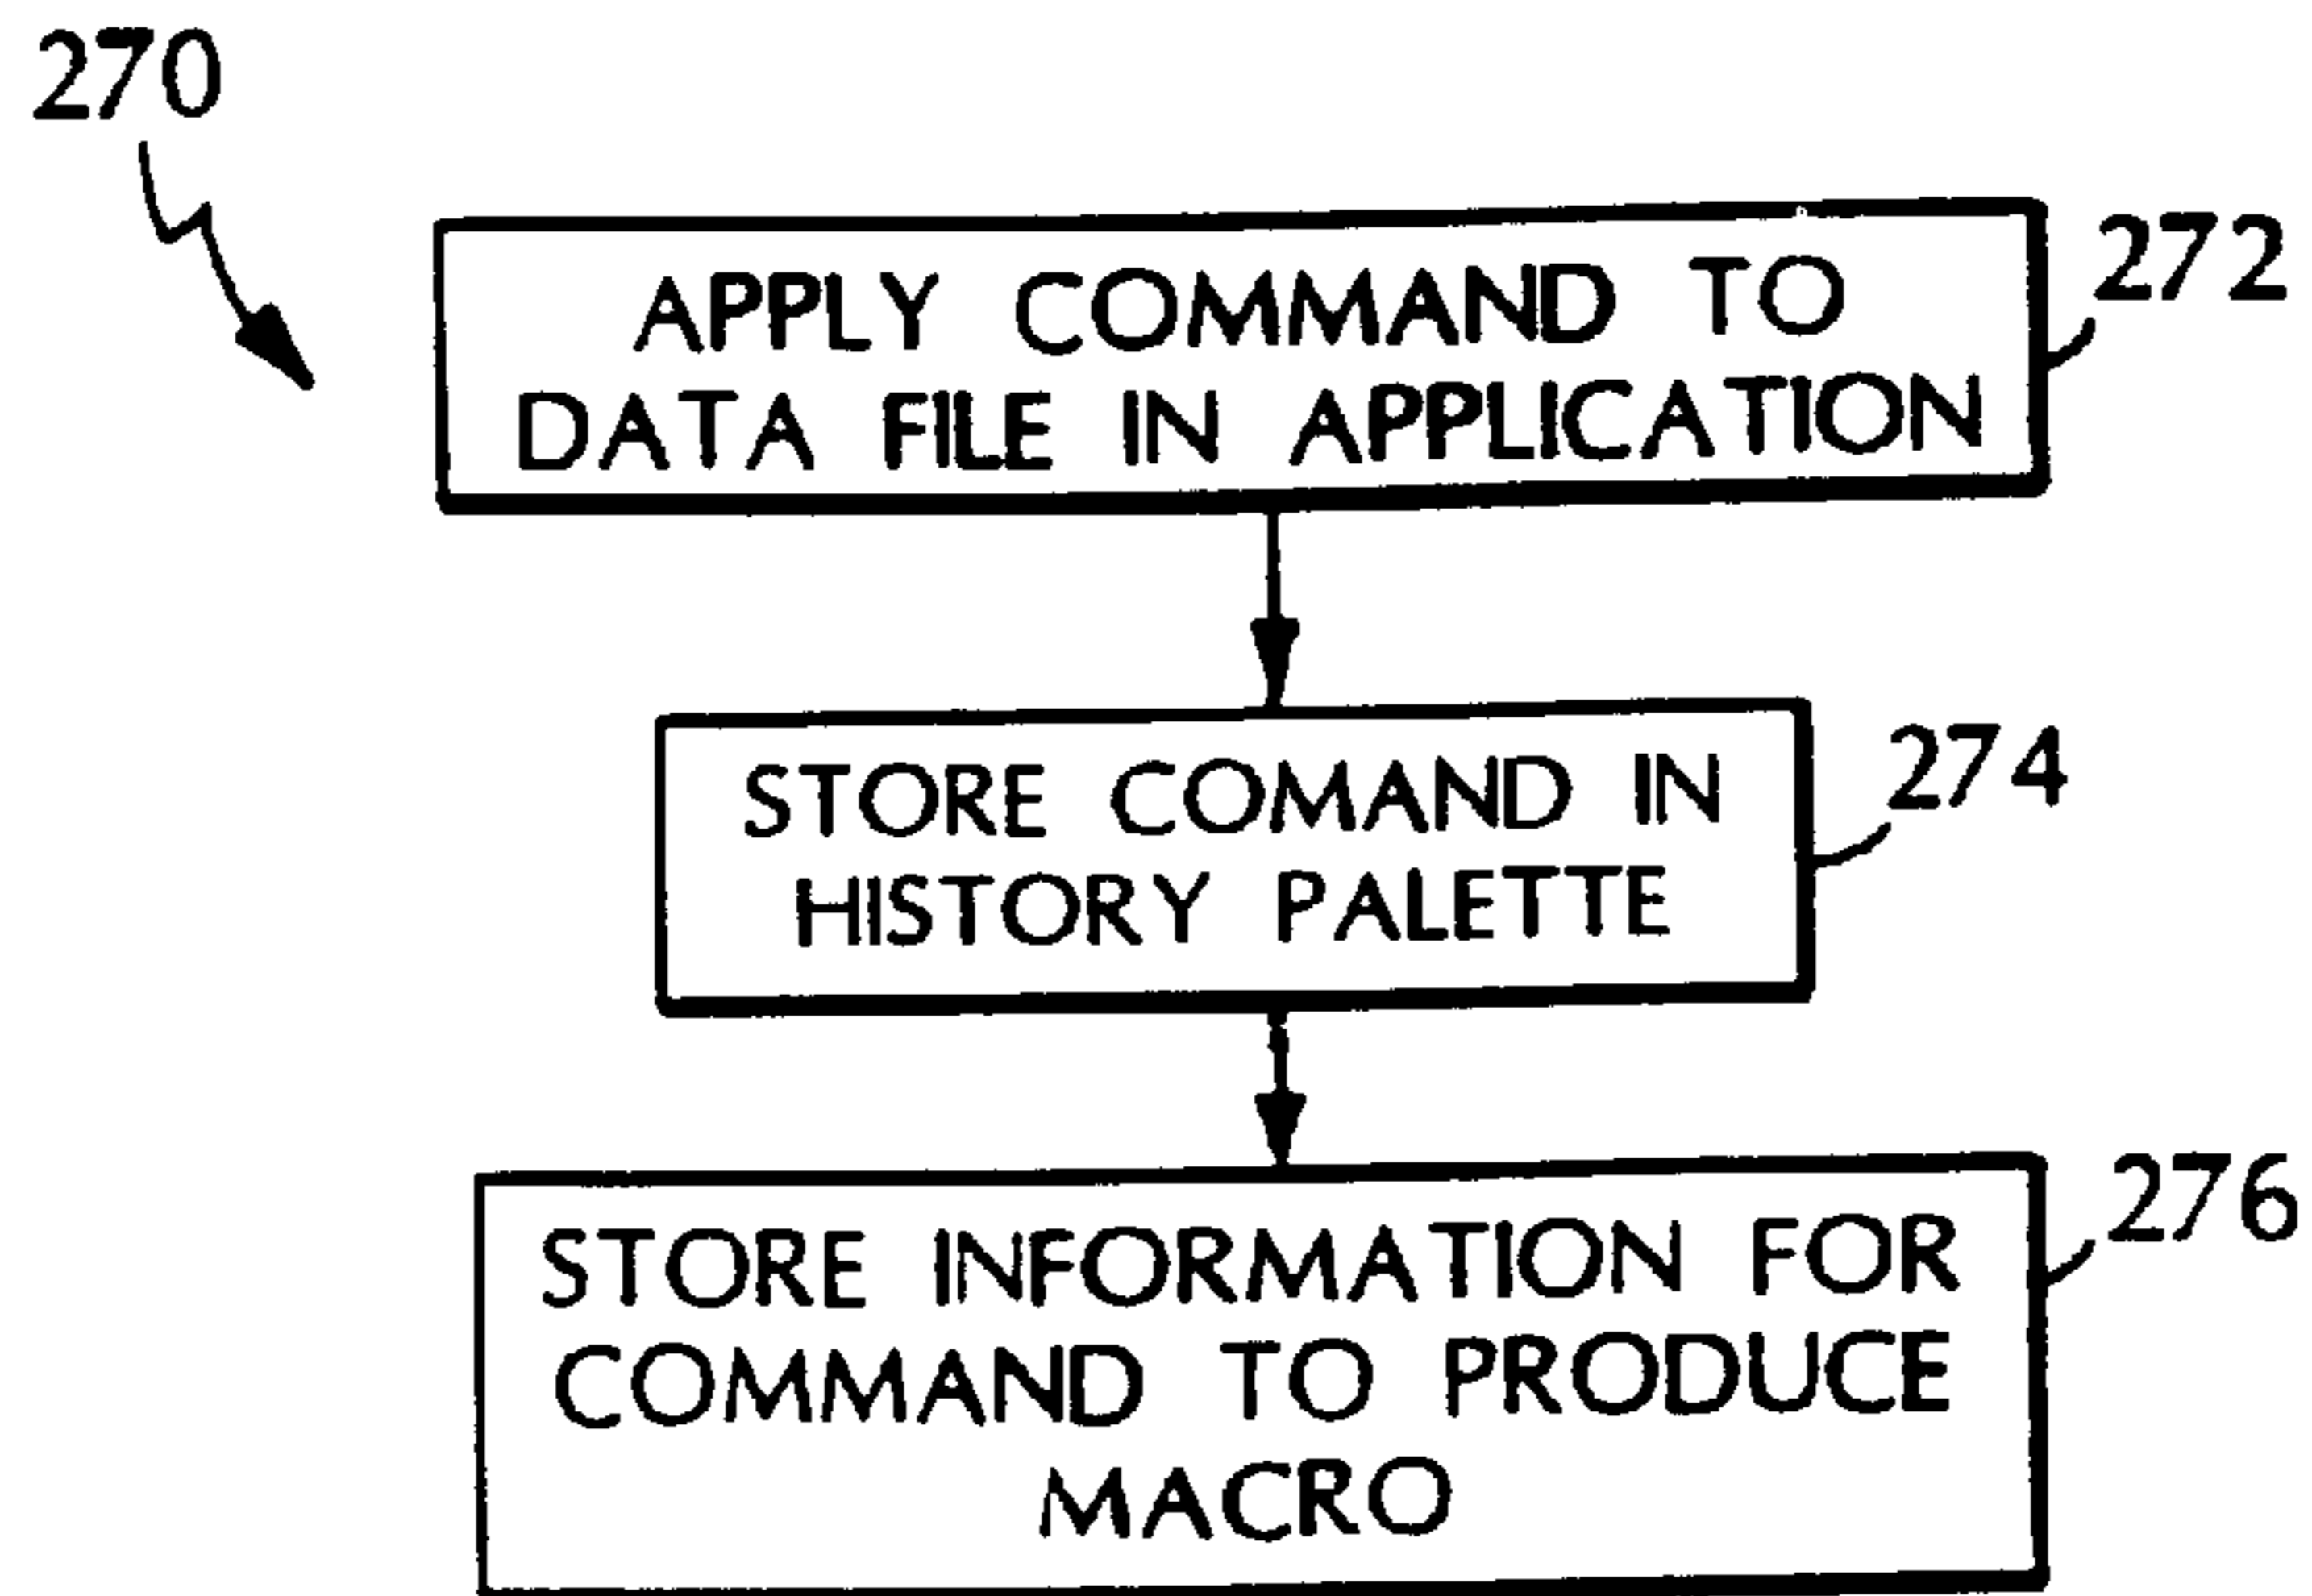 270
APPLY COMMAND TO
DATA FILE IN APPLICATION
272
STORE COMAND IN
HISTORY PALETTE
274
STORE INFORMATION FOR
COMMAND TO PRODUCE
MACRO
276